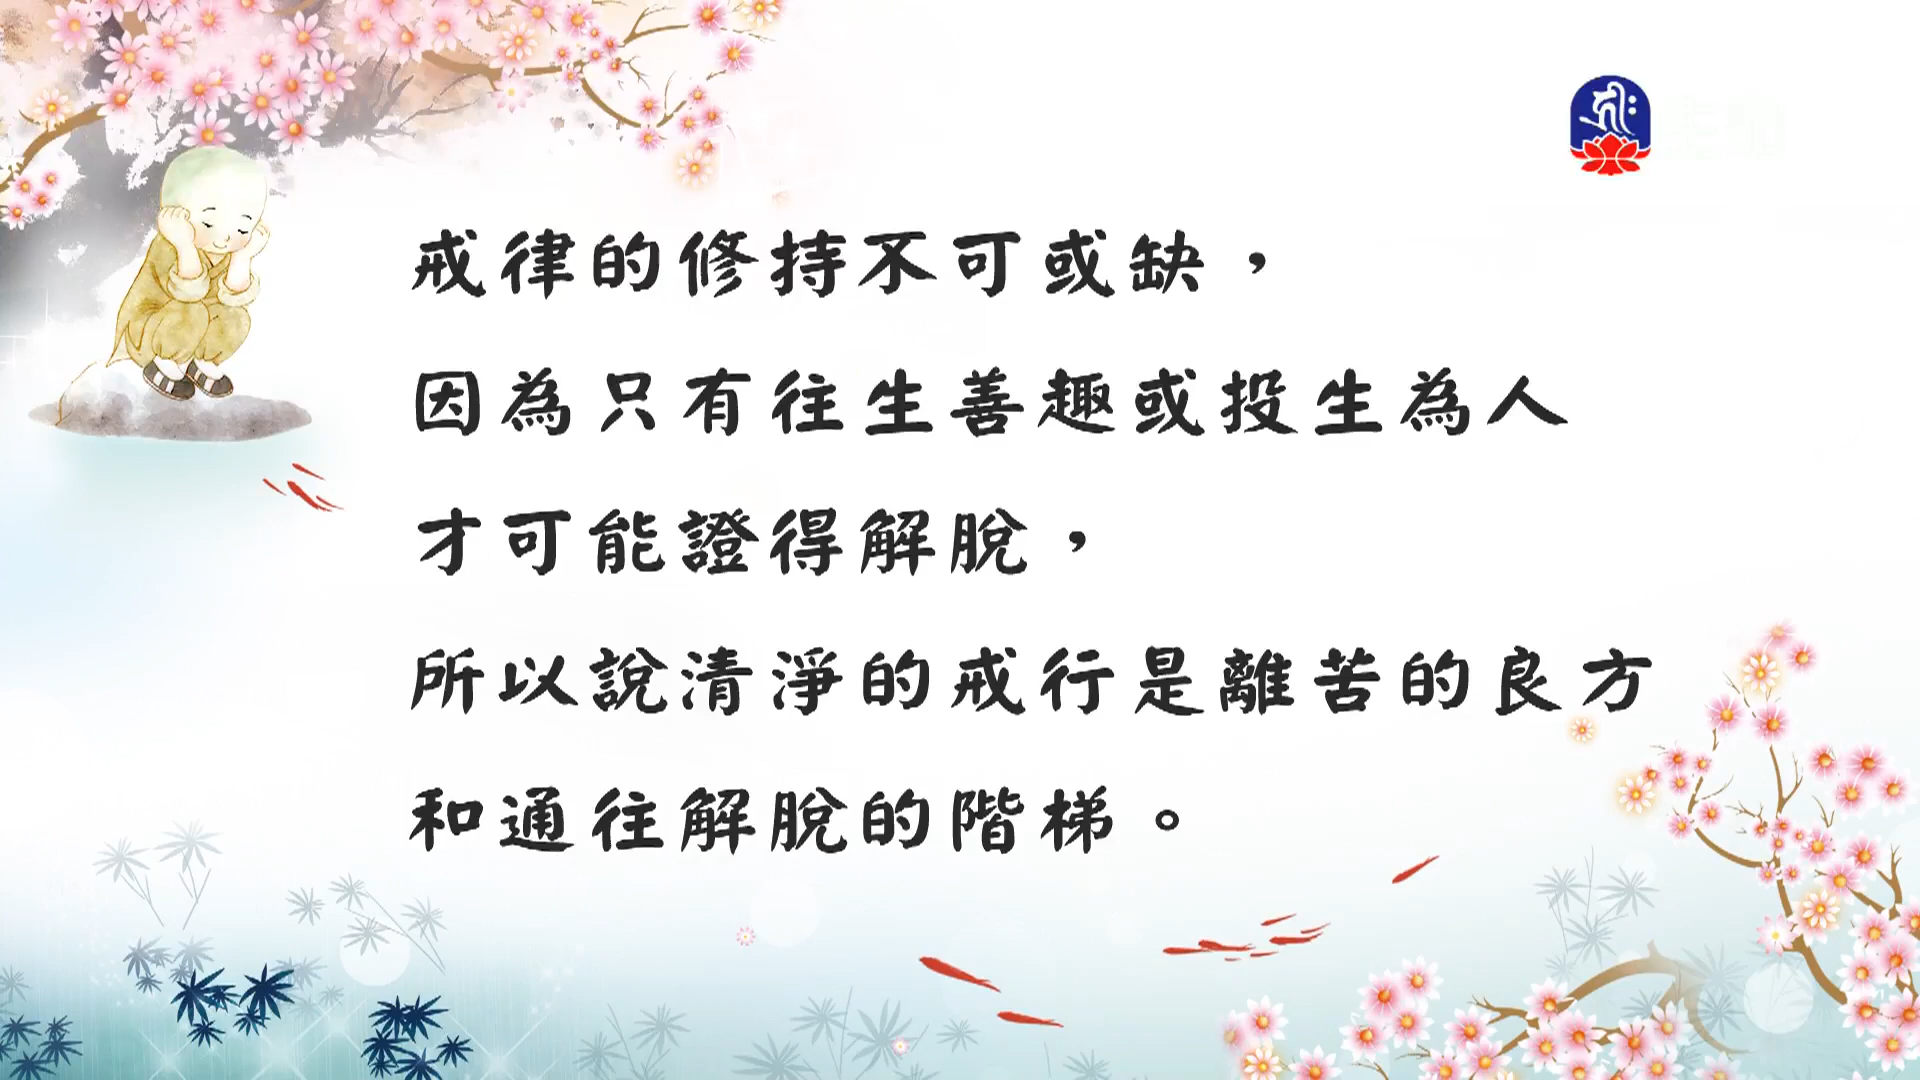 戒律的修持不可或缺，
因為只有往生善趣或投生為人
才可能證得解脫，
所以說清淨的戒行是離苦的良方
和通往解脫的階梯。